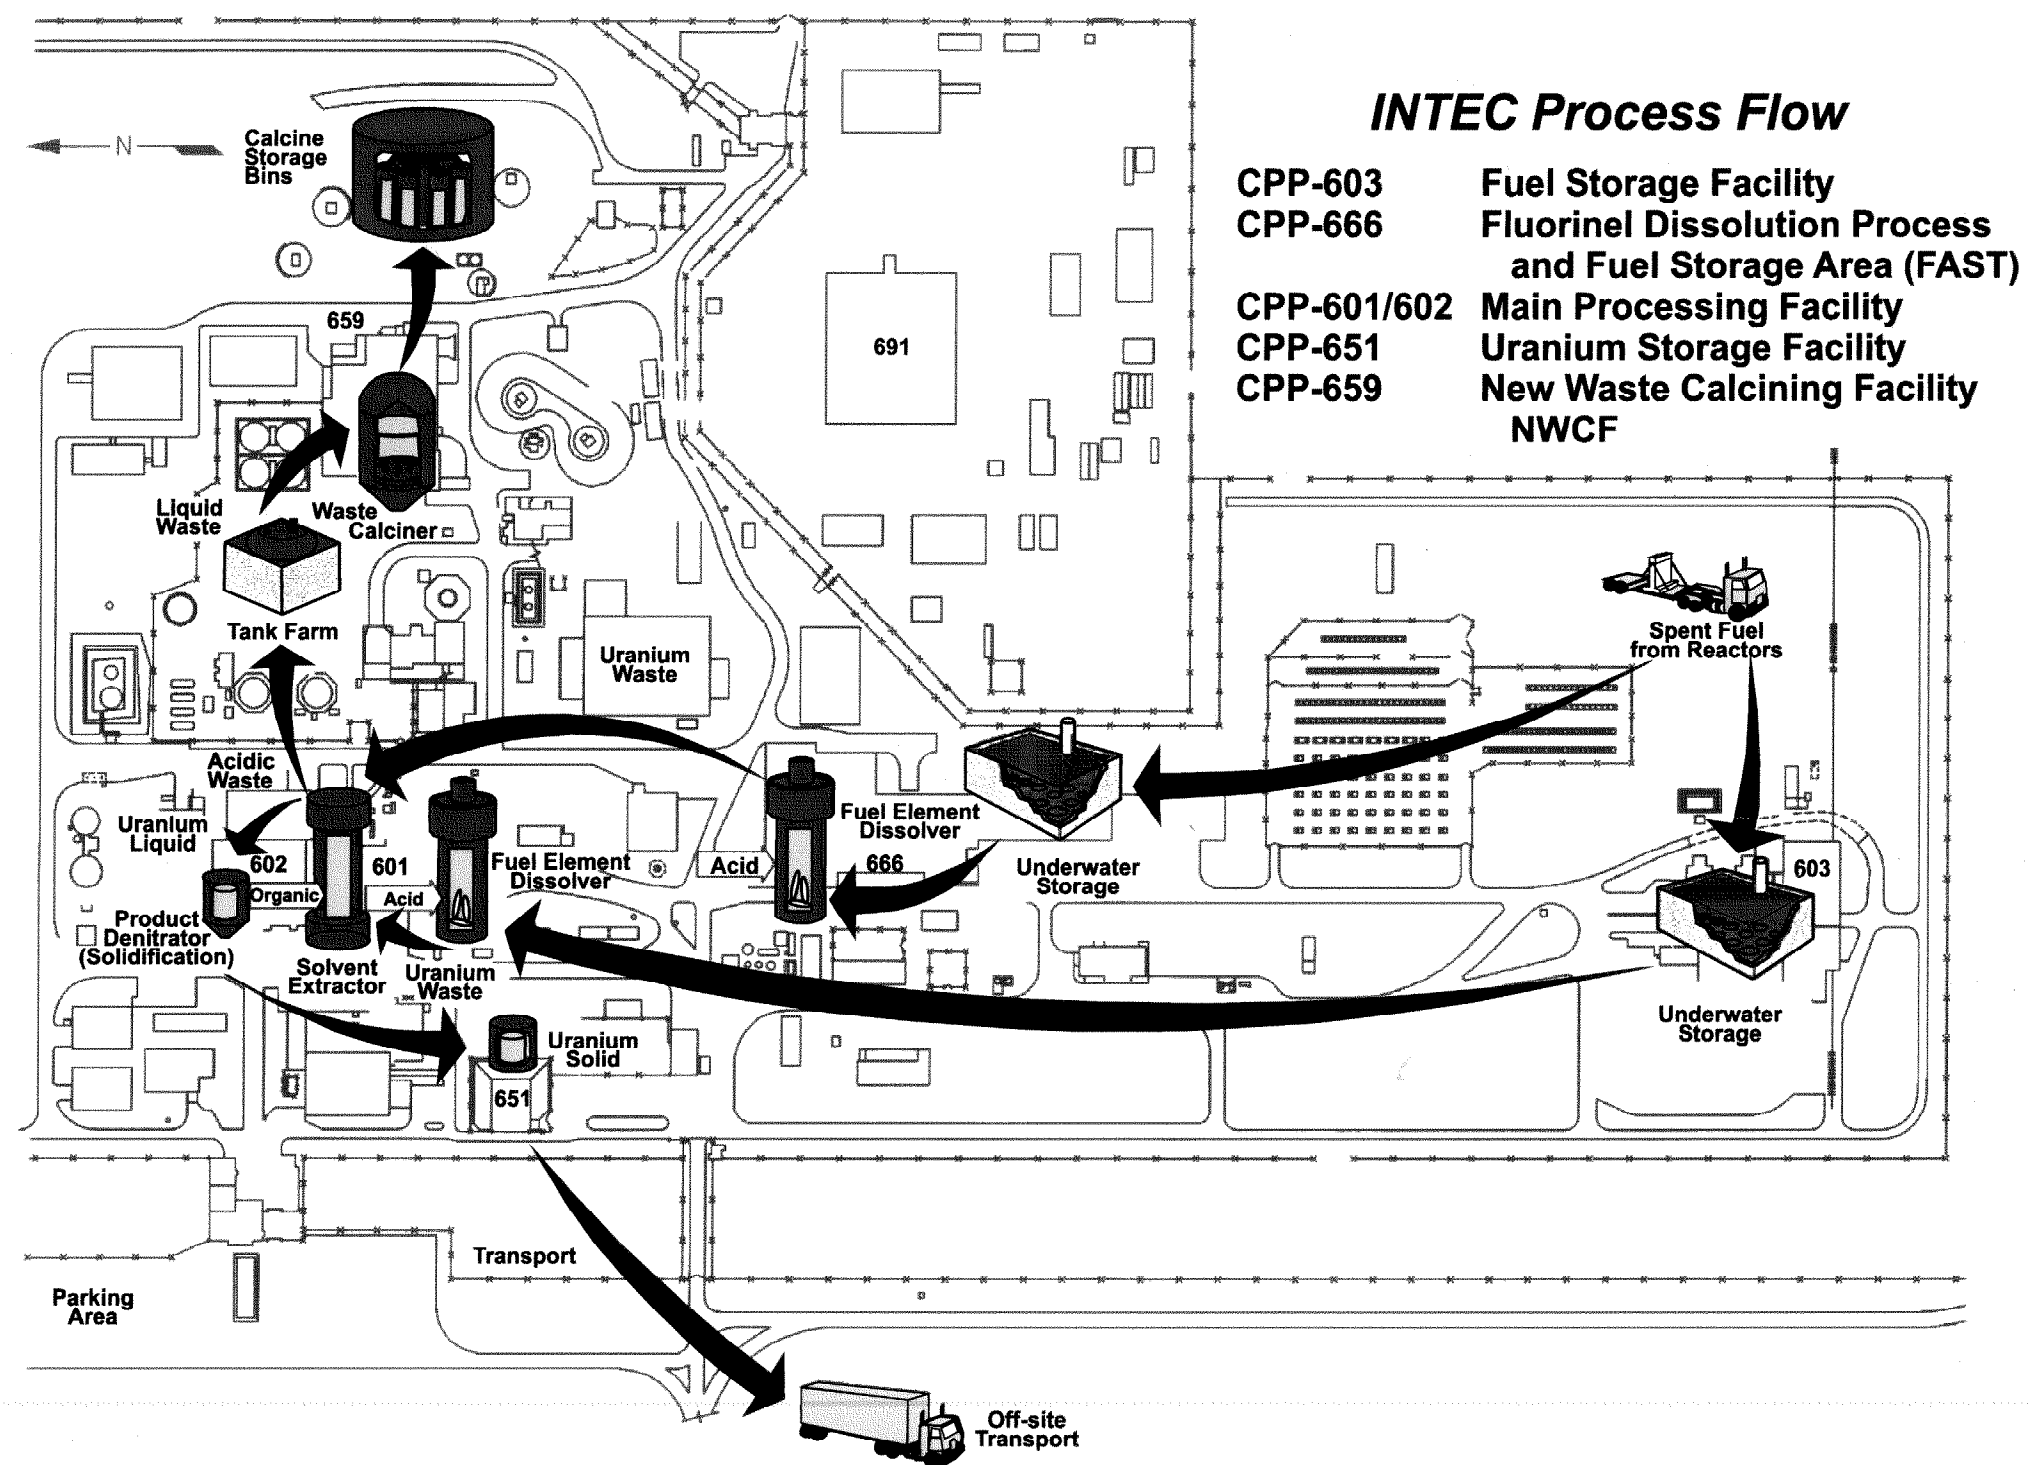 INTEC Process Flow
CPP-603 Fuel Storage Facility
CPP-666 Fluorinel Dissolution Process
and Fuel Storage Area (FAST)
CPP-601/602 Main Processing Facility
CPP-651 Uranium Storage Facility
CPP-659 New Waste Calcining Facility
NWCF
N
Calcine
Storage
Bins
659
691
Liquid
Waste
Waste
Calciner
Tank Farm
Uranium
Waste
Spent Fuel
from Reactors
Acidic
Waste
Uranium
Liquid
602
Organic
601
Acid
Fuel Element
Dissolver
Acid
Fuel Element
Dissolver
666
Underwater
Storage
603
Product
Denitrator
(Solidification)
Solvent
Extractor
Uranium
Waste
Uranium
Solid
651
Underwater
Storage
Transport
Parking
Area
Off-site
Transport